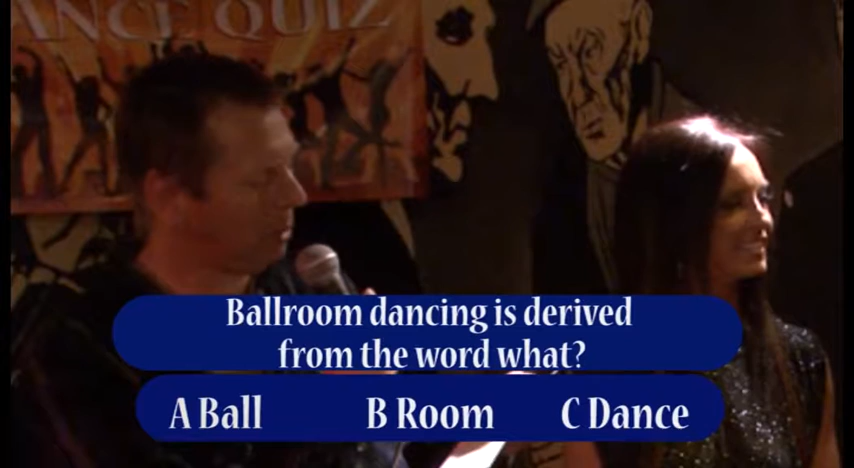 ANCE QUIZ
Ballroom dancing is derived
from the word what?
A Ball B Room C Dance